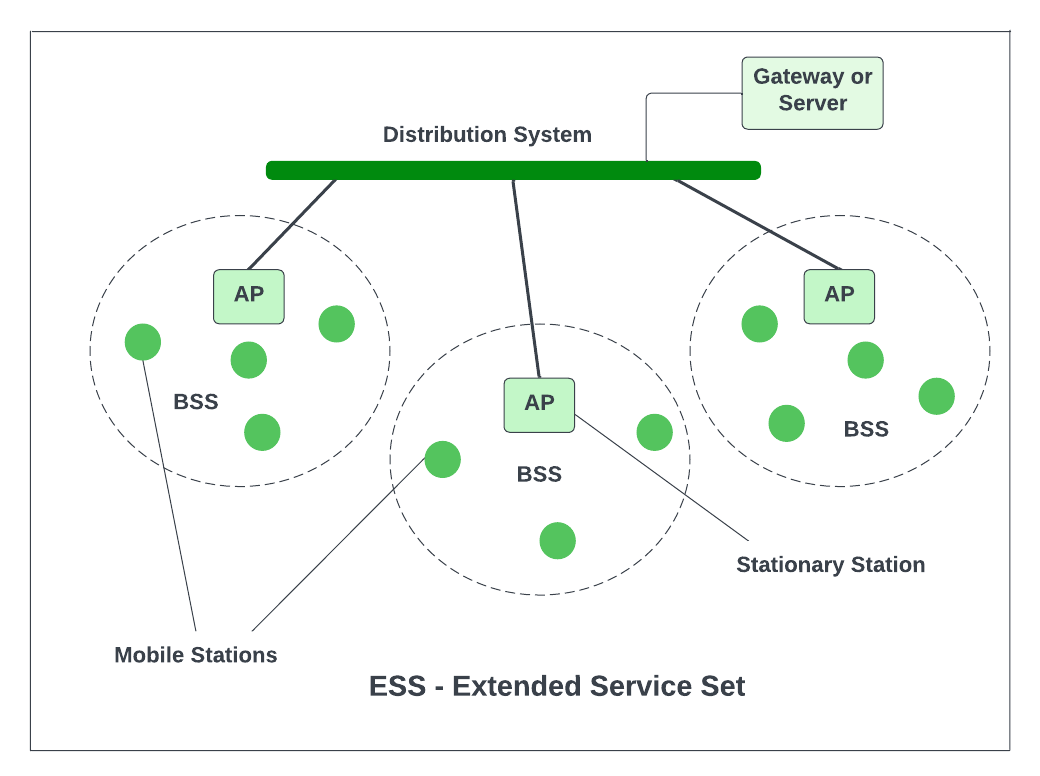 Gateway or
Server
Distribution System
AP
AP
BSS
AP
BSS
BSS
Stationary Station
Mobile Stations
ESS - Extended Service Set